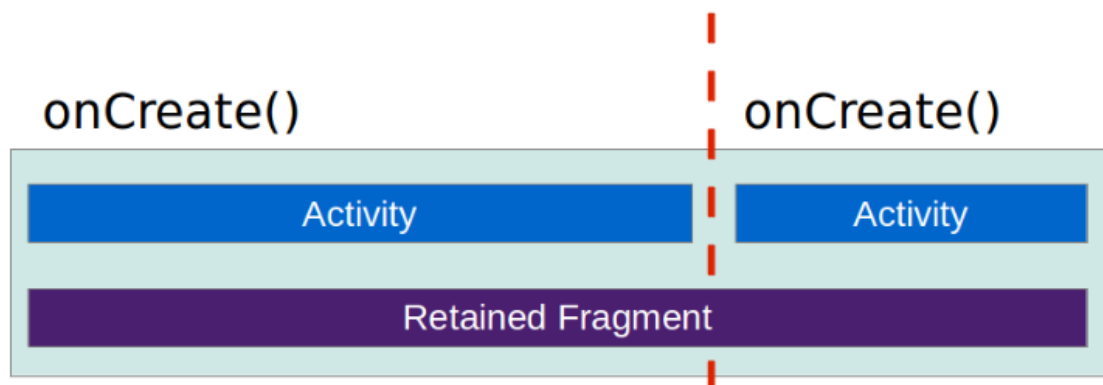 onCreate()
onCreate()
Activity
Activity
Retained Fragment